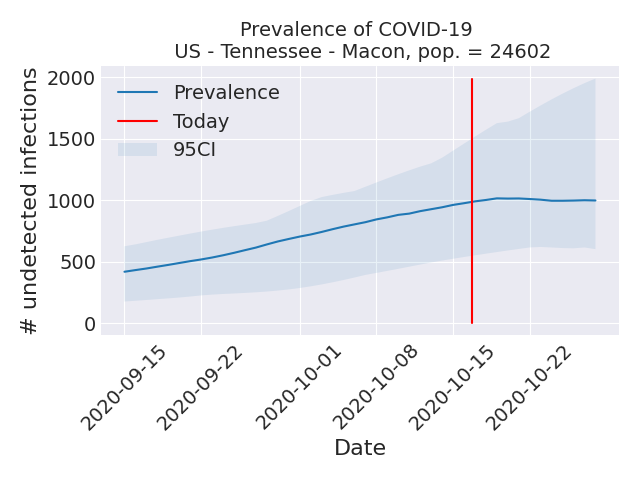 Prevalence of COVID-19
US - Tennessee - Macon, pop. = 24602
# undetected infections
2000
1500
1000
500
0
Prevalence
Today
95CI
2020-09-15
2020-09-22
2020-10-01
2020-10-08
2020-10-15
2020-10-22
Date